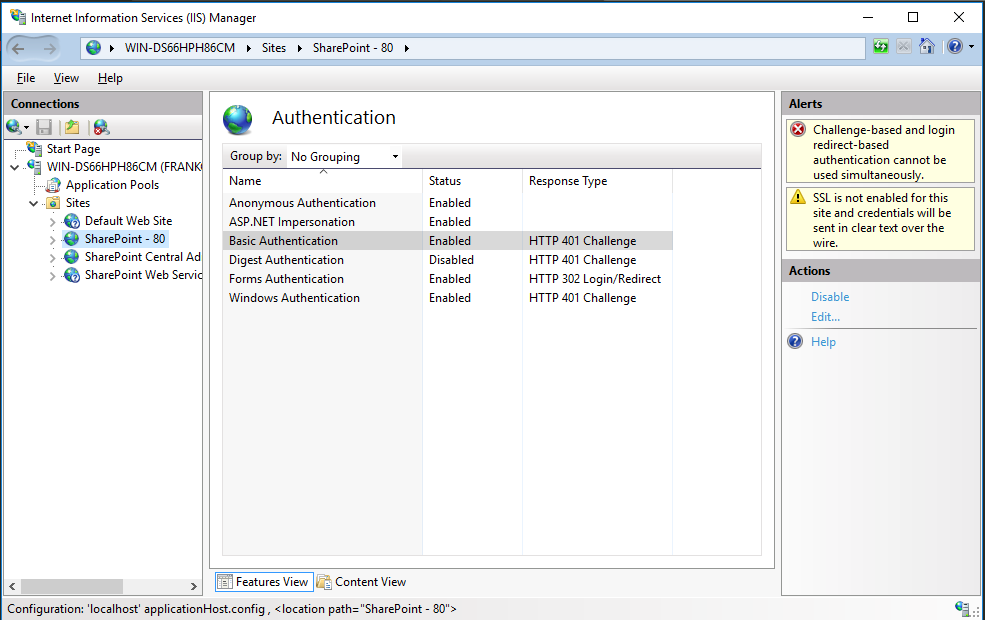 Internet Information Services (IIS) Manager
WIN-DS66HPH86CM Sites SharePoint - 80
File View Help
Connections
Start Page
WIN-DS66HPH86CM (FRANK
Application Pools
Sites
Default Web Site
SharePoint - 80
SharePoint Central Ad
SharePoint Web Servic
Authentication
Group by: No Grouping
Name Status Response Type
Anonymous Authentication Enabled
ASP.NET Impersonation Enabled
Basic Authentication Enabled HTTP 401 Challenge
Digest Authentication Disabled HTTP 401 Challenge
Forms Authentication Enabled HTTP 302 Login/Redirect
Windows Authentication Enabled HTTP 401 Challenge
Features View Content View
Alerts
Challenge-based and login
redirect-based
authentication cannot be
used simultaneously.
SSL is not enabled for this
site and credentials will be
sent in clear text over the
wire.
Actions
Disable
Edit...
Help
Configuration: 'localhost' applicationHost.config , <location path="SharePoint - 80">